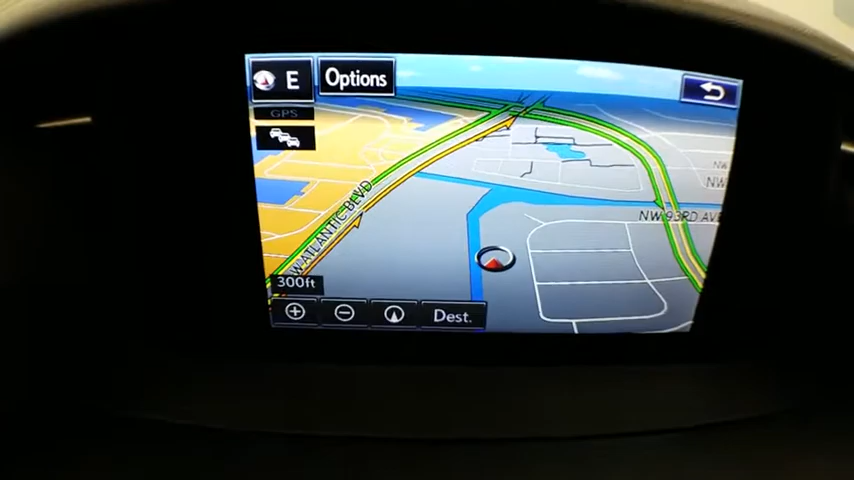 E
Options
GPS
W ATLANTIC BLVD
NW
NW
NW 93RD AVE
300ft
Dest.